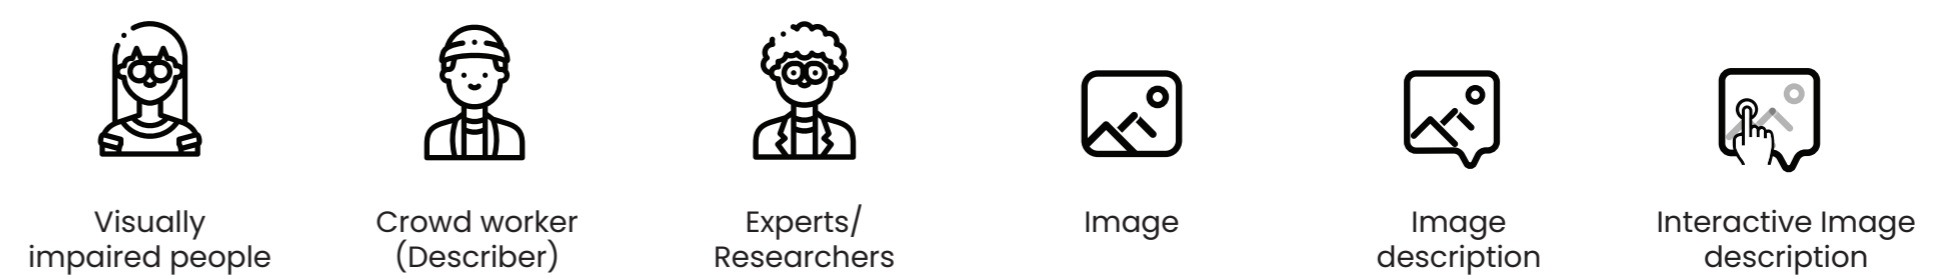 Visually
impaired people
Crowd worker
(Describer)
Experts/
Researchers
Image
Image
description
Interactive Image
description